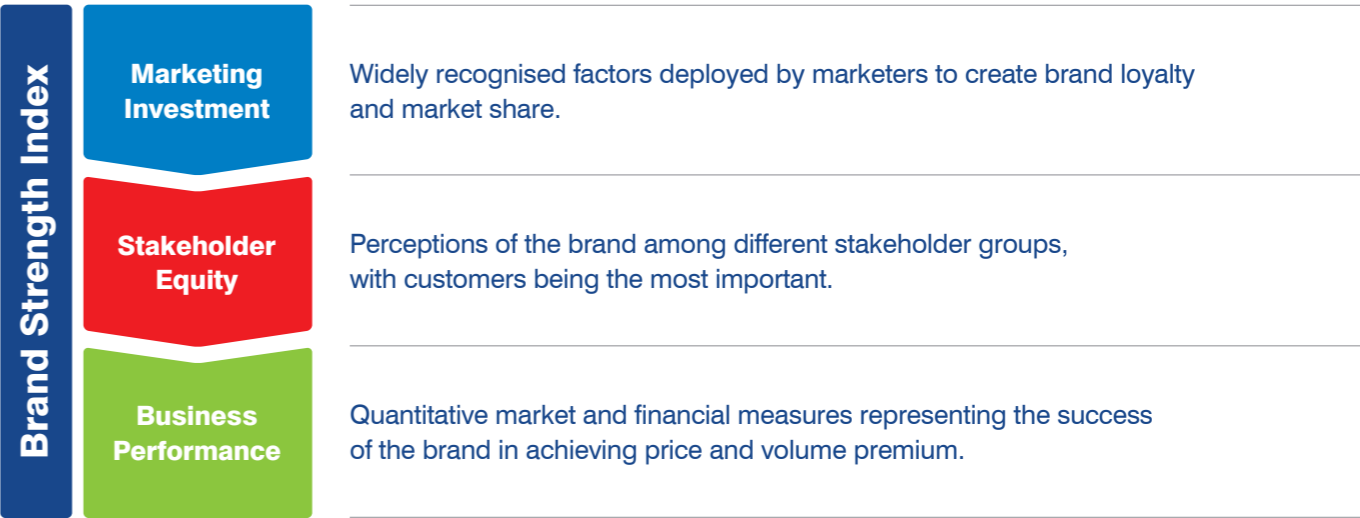 Brand Strength Index
Marketing
Investment
Widely recognised factors deployed by marketers to create brand loyalty
and market share.
Stakeholder
Equity
Perceptions of the brand among different stakeholder groups,
with customers being the most important.
Business
Performance
Quantitative market and financial measures representing the success
of the brand in achieving price and volume premium.